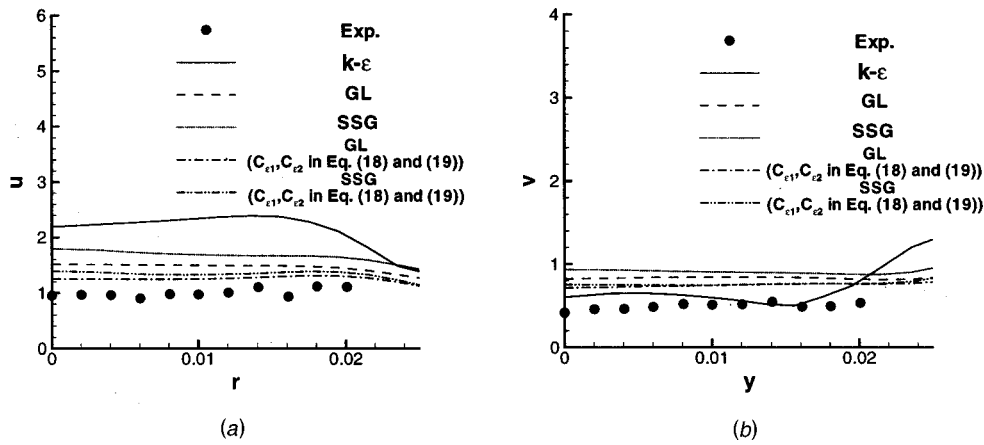 6
5
4
3
2
1
0
u
0
0.01
0.02
r
Exp.
k-ε
GL
SSG
GL
(Cε1,Cε2 in Eq. (18) and (19))
SSG
(Cε1,Cε2 in Eq. (18) and (19))
(a)
4
3
2
1
0
v
0
0.01
0.02
y
Exp.
k-ε
GL
SSG
GL
(Cε1,Cε2 in Eq. (18) and (19))
SSG
(Cε1,Cε2 in Eq. (18) and (19))
(b)